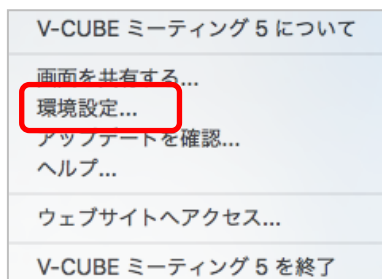 V-CUBE ミーティング 5 について
画面を共有する...
環境設定...
アップデートを確認...
ヘルプ...
ウェブサイトへアクセス...
V-CUBE ミーティング 5 を終了